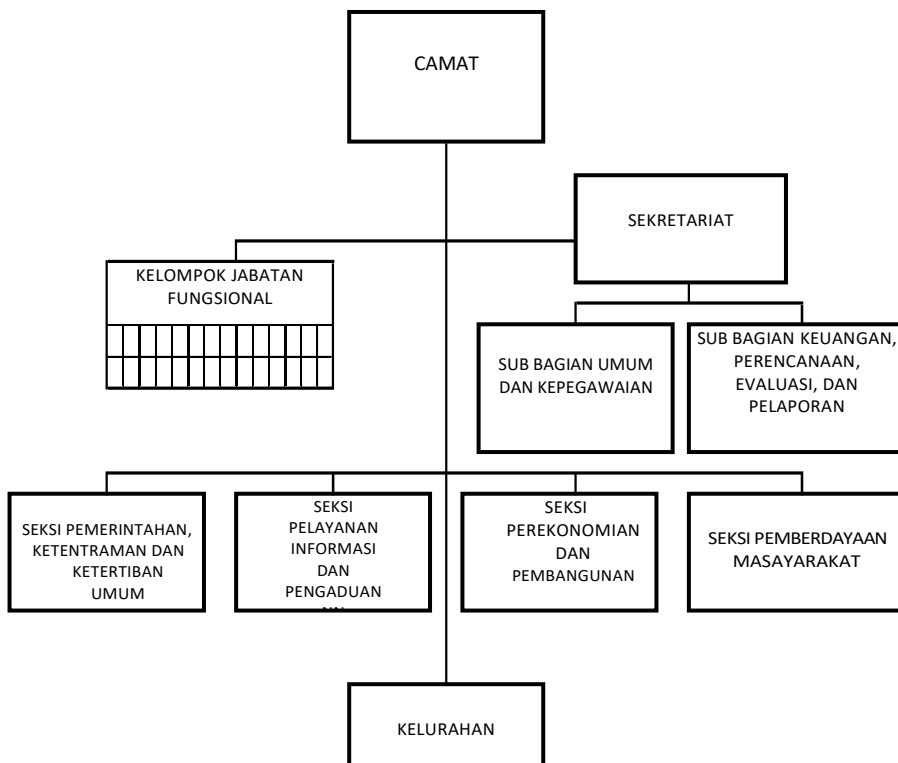 CAMAT
SEKRETARIAT
KELOMPOK JABATAN
FUNGSIONAL
SUB BAGIAN UMUM
DAN KEPEGAWAIAN
SUB BAGIAN KEUANGAN,
PERENCANAAN,
EVALUASI, DAN
PELAPORAN
SEKSI PEMERINTAHAN,
KETENTRAMAN DAN
KETERTIBAN
UMUM
SEKSI
PELAYANAN
INFORMASI
DAN
PENGADUAN
SEKSI
PEREKONOMIAN
DAN
PEMBANGUNAN
SEKSI PEMBERDAYAAN
MASAYARAKAT
KELURAHAN